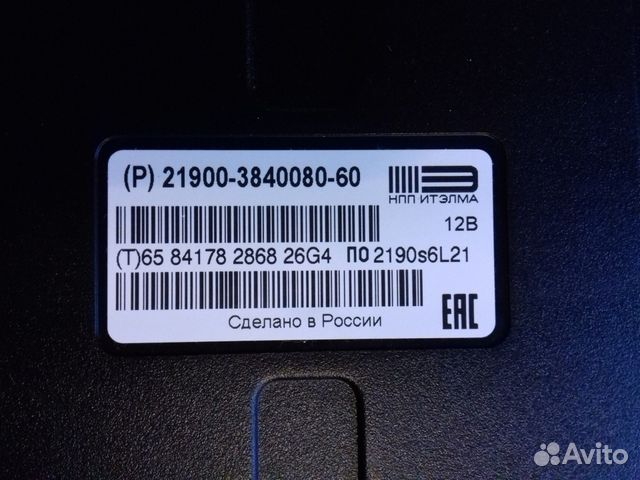 (P) 21900-3840080-60
НПП ИТЭЛМА
12В
(T)65 84178 2868 26G4 ПО 2190s6L21
Сделано в России
EAC
Avito